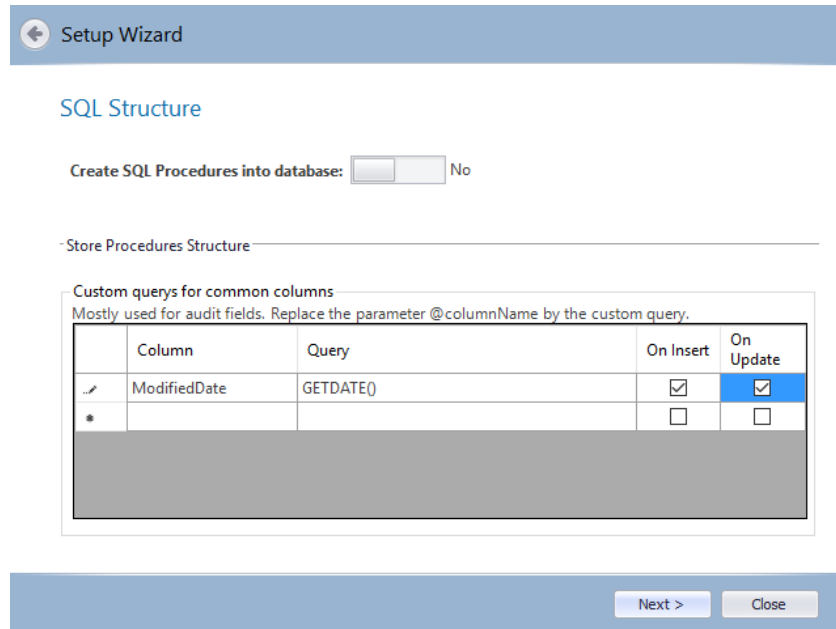 Setup Wizard
SQL Structure
Create SQL Procedures into database: No
Store Procedures Structure
Custom querys for common columns
Mostly used for audit fields. Replace the parameter @columnName by the custom query.
Column Query On Insert On Update
ModifiedDate GETDATE()
Next > Close